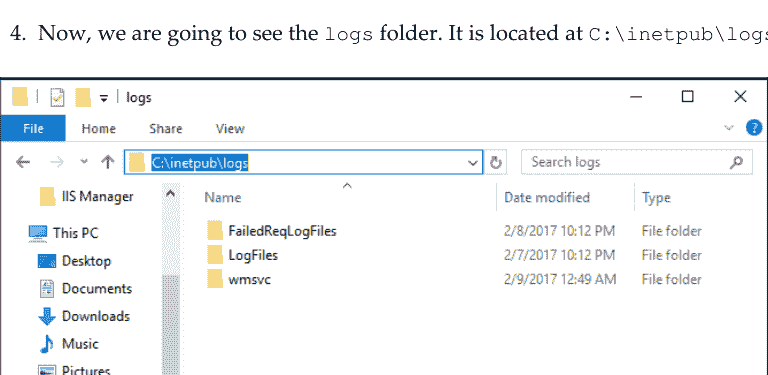 4. Now, we are going to see the logs folder. It is located at C:\inetpub\logs
logs
File Home Share View
C:\inetpub\logs
Search logs
IIS Manager
Name Date modified Type
This PC
FailedReqLogFiles 2/8/2017 10:12 PM File folder
Desktop
LogFiles 2/7/2017 10:12 PM File folder
Documents
wmsvc 2/9/2017 12:49 AM File folder
Downloads
Music
Pictures